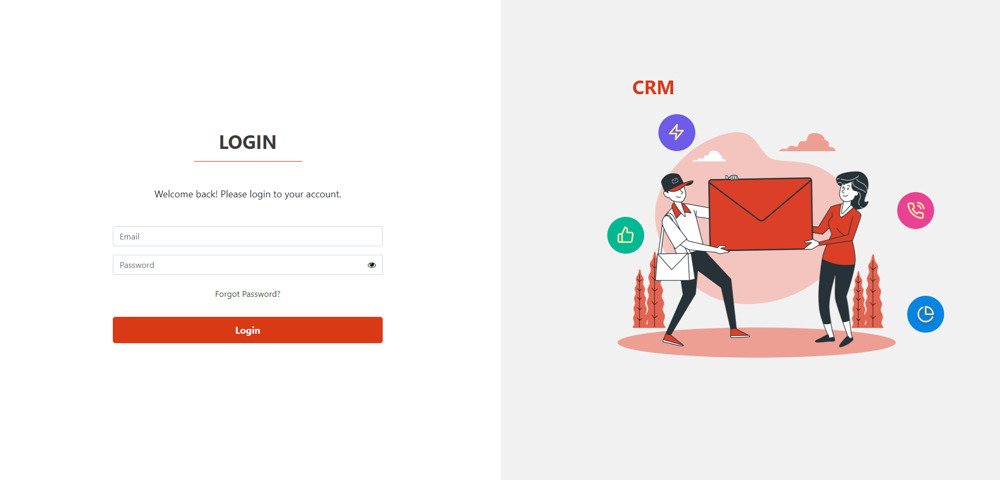 LOGIN
Welcome back! Please login to your account.
Email
Password
Forgot Password?
Login
CRM